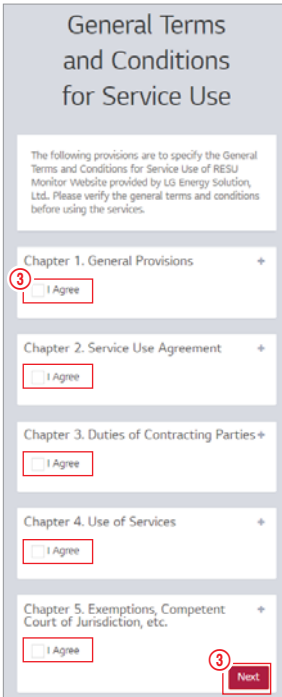 General Terms
and Conditions
for Service Use
The following provisions are to specify the General
Terms and Conditions for Service Use of RESU
Monitor Website provided by LG Energy Solution,
Ltd.. Please verify the general terms and conditions
before using the services.
Chapter 1. General Provisions +
③
I Agree
Chapter 2. Service Use Agreement +
I Agree
Chapter 3. Duties of Contracting Parties +
I Agree
Chapter 4. Use of Services +
I Agree
Chapter 5. Exemptions, Competent +
Court of Jurisdiction, etc.
I Agree
③
Next